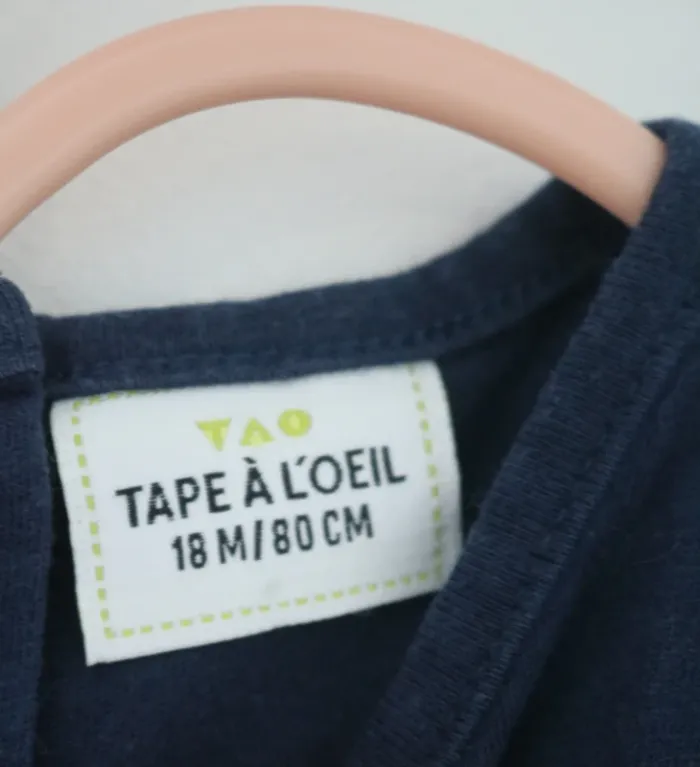 TAO
TAPE À L'OEIL
18 M/80 CM